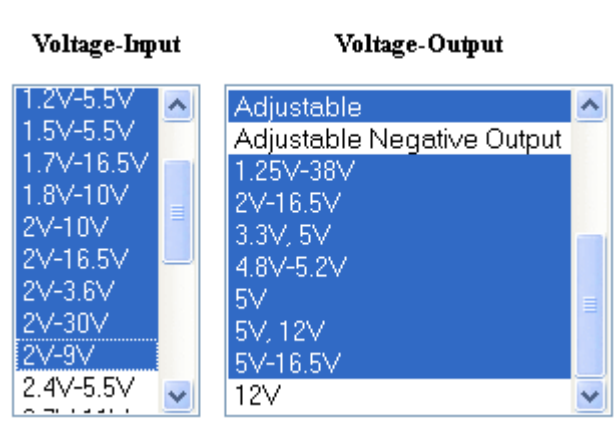 Voltage-Input
1.2V-5.5V
1.5V-5.5V
1.7V-16.5V
1.8V-10V
2V-10V
2V-16.5V
2V-3.6V
2V-30V
2V-9V
2.4V-5.5V
Voltage-Output
Adjustable
Adjustable Negative Output
1.25V-38V
2V-16.5V
3.3V, 5V
4.8V-5.2V
5V
5V, 12V
5V-16.5V
12V